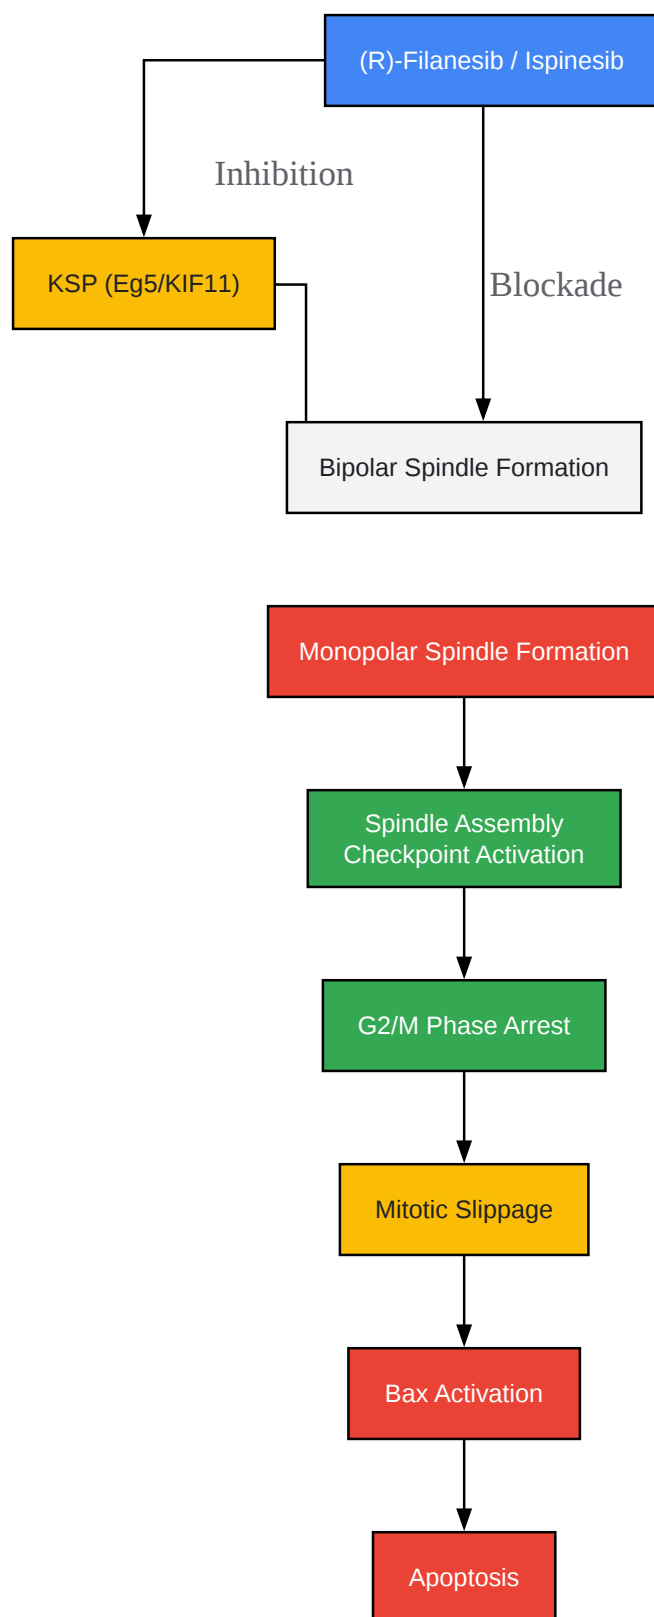 (R)-Filanesib / Ispinesib
Inhibition
KSP (Eg5/KIF11)
Blockade
Bipolar Spindle Formation
Monopolar Spindle Formation
Spindle Assembly
Checkpoint Activation
G2/M Phase Arrest
Mitotic Slippage
Bax Activation
Apoptosis